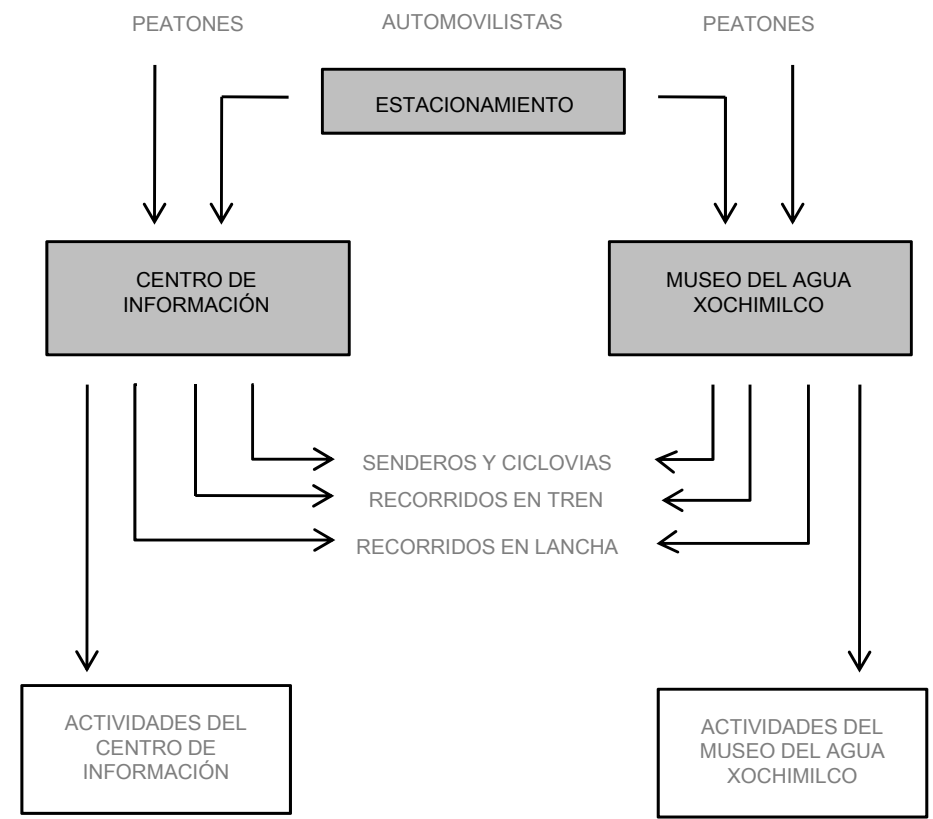 PEATONES
AUTOMOVILISTAS
PEATONES
ESTACIONAMIENTO
CENTRO DE
INFORMACIÓN
MUSEO DEL AGUA
XOCHIMILCO
SENDEROS Y CICLOVIAS
RECORRIDOS EN TREN
RECORRIDOS EN LANCHA
ACTIVIDADES DEL
CENTRO DE
INFORMACIÓN
ACTIVIDADES DEL
MUSEO DEL AGUA
XOCHIMILCO